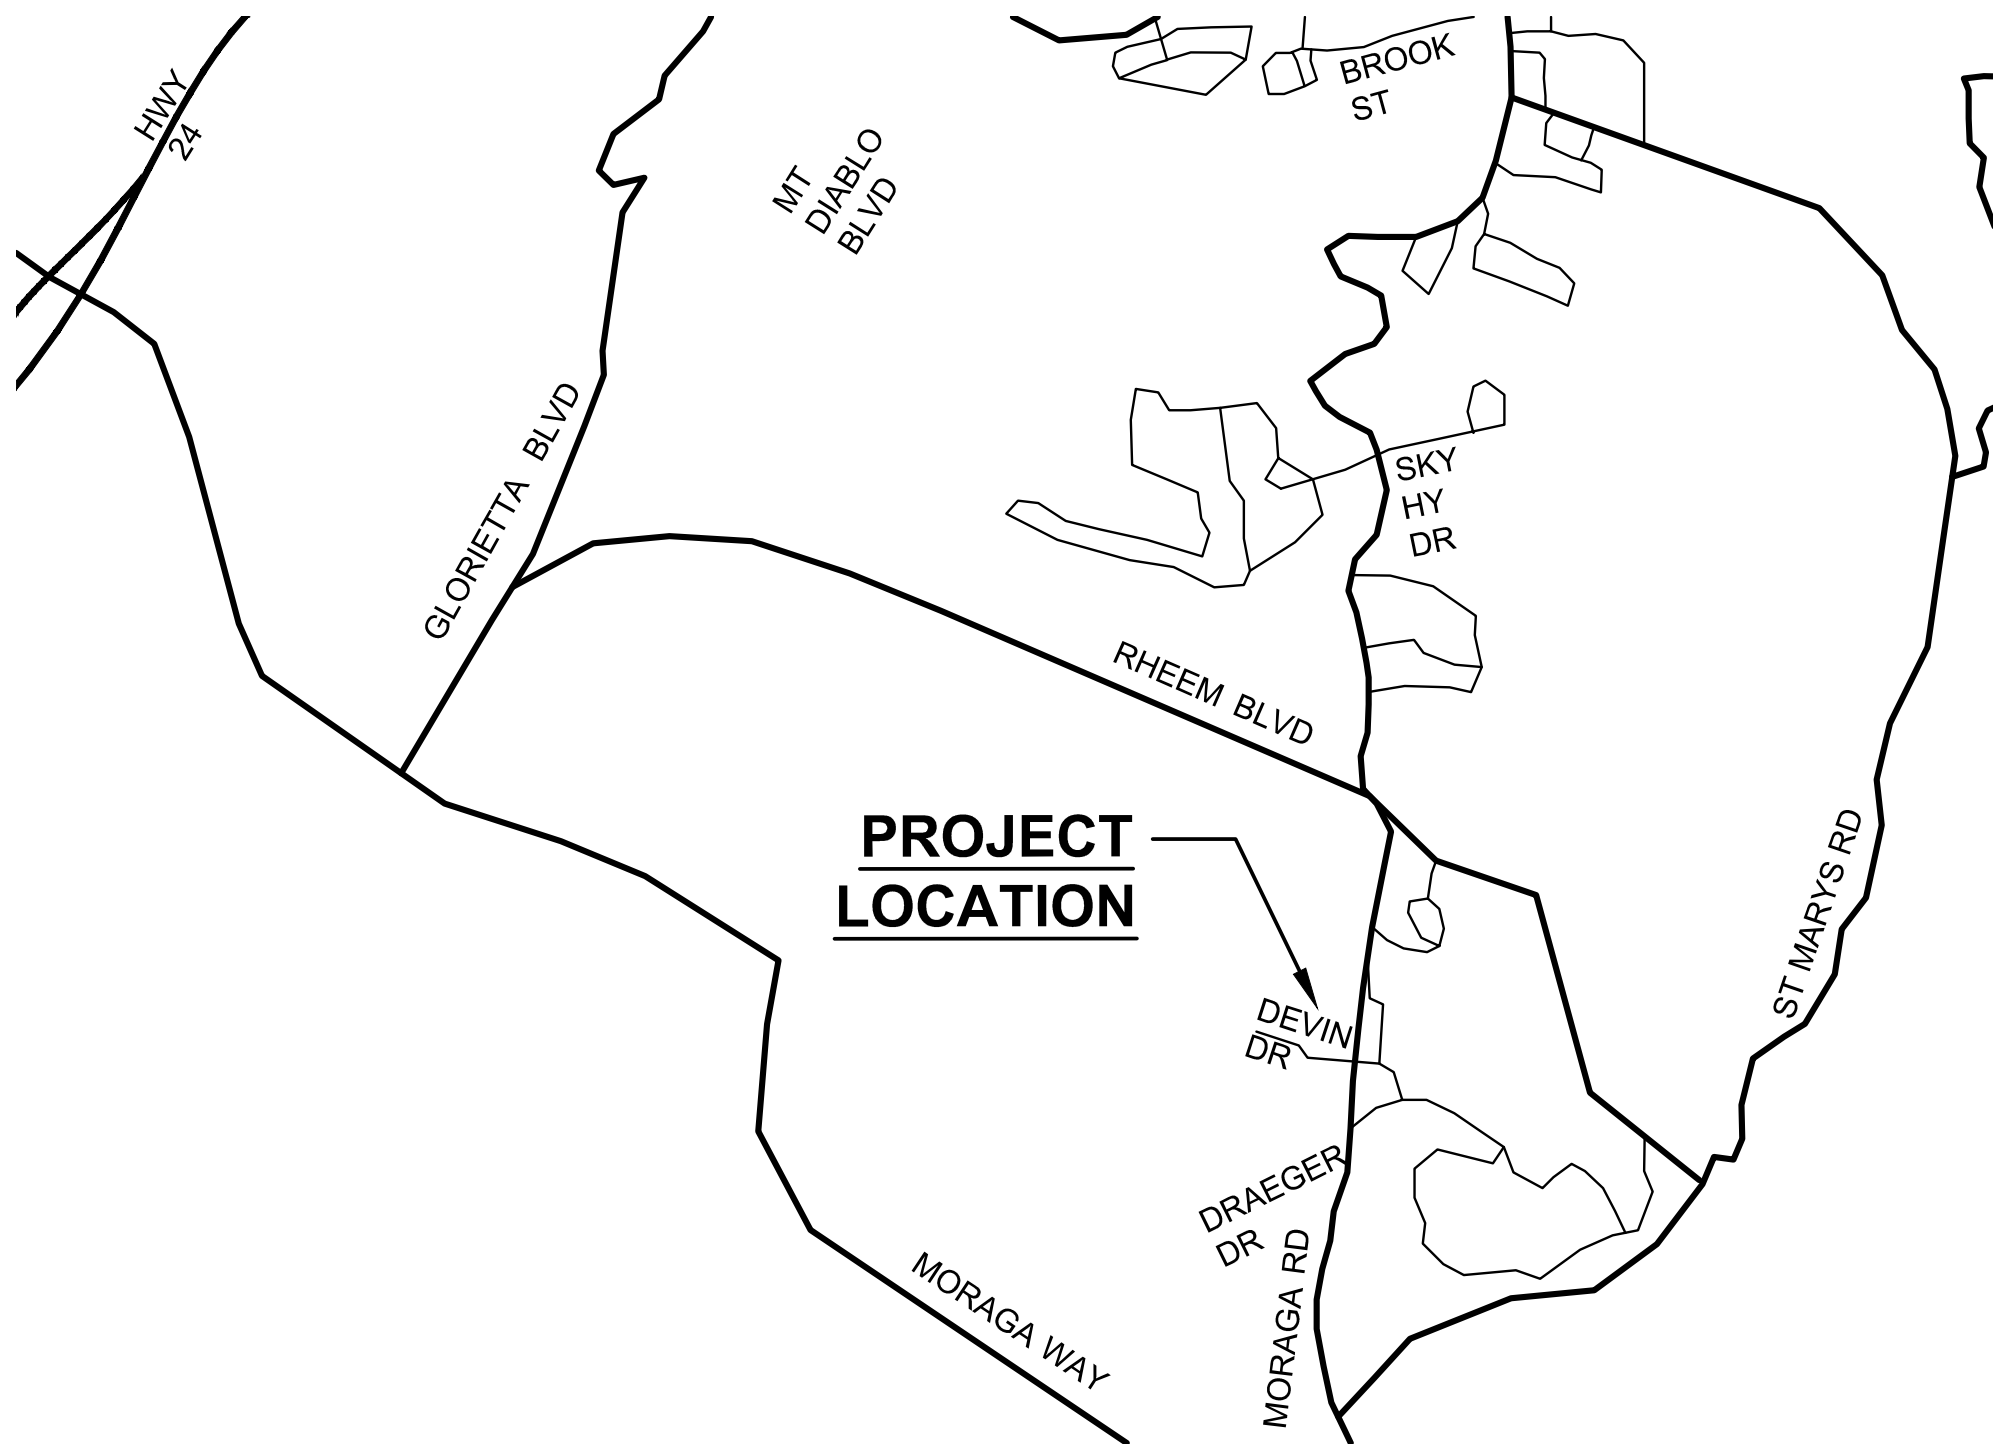 HWY
24
BROOK
ST
MT
DIABLO
BLVD
GLORIETTA BLVD
SKY
HY
DR
RHEEM BLVD
PROJECT
LOCATION
ST MARYS RD
DEVIN
DR
DRAEGER
DR
MORAGA RD
MORAGA WAY